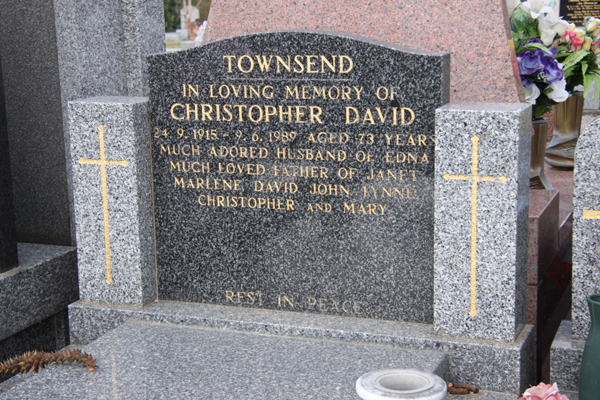 TOWNSEND
IN LOVING MEMORY OF
CHRISTOPHER DAVID
24.9.1915 - 9.6.1989 AGED 73 YEARS
MUCH ADORED HUSBAND OF EDNA
MUCH LOVED FATHER OF JANET
MARLENE, DAVID, JOHN, LYNNE
CHRISTOPHER AND MARY
REST IN PEACE